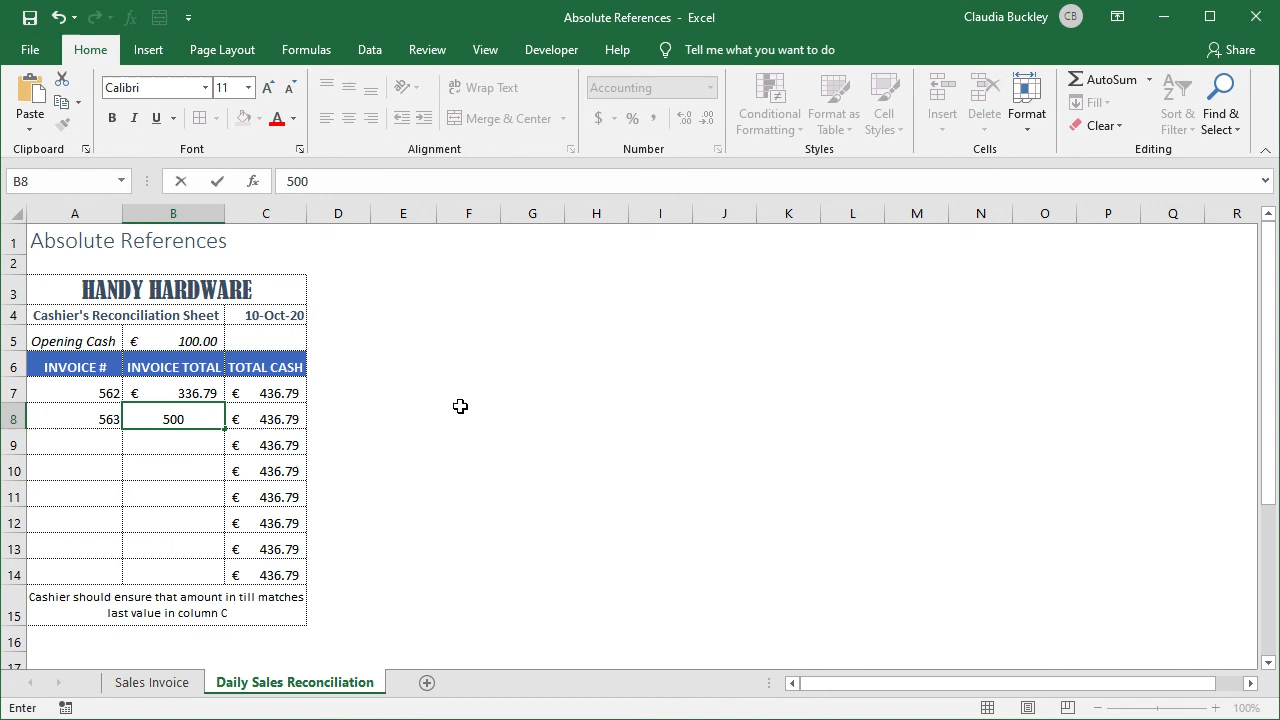 Absolute References - Excel
Claudia Buckley CB
File Home Insert Page Layout Formulas Data Review View Developer Help Tell me what you want to do Share
Paste
Calibri 11
Wrap Text
Merge & Center
Accounting
Conditional Formatting
Format as Table
Cell Styles
Insert Delete Format
AutoSum
Fill
Clear
Sort & Filter
Find & Select
Clipboard Font Alignment Number Styles Cells Editing
B8 fx 500
A B C D E F G H I J K L M N O P Q R
1 Absolute References
2
3 HANDY HARDWARE
4 Cashier's Reconciliation Sheet 10-Oct-20
5 Opening Cash € 100.00
6 INVOICE # INVOICE TOTAL TOTAL CASH
7 562 € 336.79 € 436.79
8 563 500 € 436.79
9 € 436.79
10 € 436.79
11 € 436.79
12 € 436.79
13 € 436.79
14 € 436.79
Cashier should ensure that amount in till matches
15 last value in column C
16
17
Sales Invoice Daily Sales Reconciliation
Enter 100%